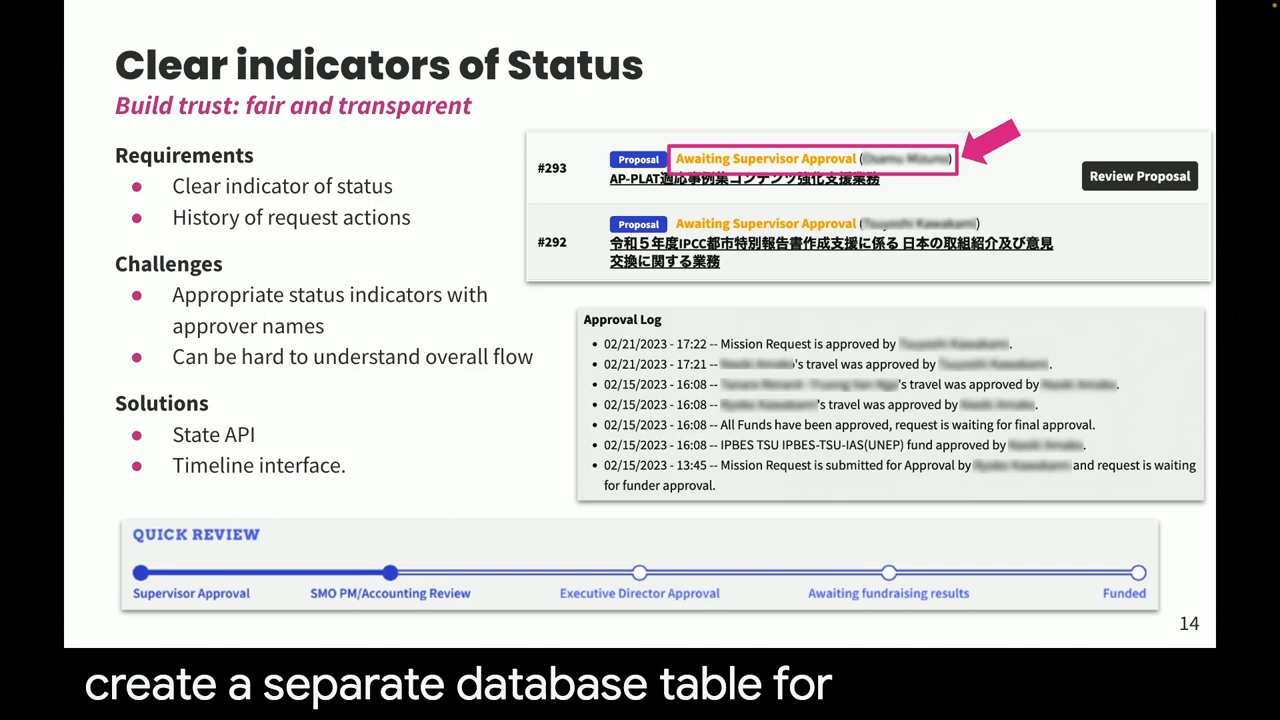 Clear indicators of Status
Build trust: fair and transparent
Requirements
● Clear indicator of status
● History of request actions
Challenges
● Appropriate status indicators with
approver names
● Can be hard to understand overall flow
Solutions
● State API
● Timeline interface.
#293
Proposal Awaiting Supervisor Approval (
AP-PLAT適応事例集コンテンツ強化支援業務
Review Proposal
#292
Proposal Awaiting Supervisor Approval ( )
令和５年度IPCC都市特別報告書作成支援に係る 日本の取組紹介及び意見
交換に関する業務
Approval Log
• 02/21/2023 - 17:22 -- Mission Request is approved by .
• 02/21/2023 - 17:21 -- 's travel was approved by .
• 02/15/2023 - 16:08 -- 's travel was approved by .
• 02/15/2023 - 16:08 -- 's travel was approved by .
• 02/15/2023 - 16:08 -- All Funds have been approved, request is waiting for final approval.
• 02/15/2023 - 16:08 -- IPBES TSU IPBES-TSU-IAS(UNEP) fund approved by .
• 02/15/2023 - 13:45 -- Mission Request is submitted for Approval by and request is waiting
for funder approval.
QUICK REVIEW
Supervisor Approval SMO PM/Accounting Review Executive Director Approval Awaiting fundraising results Funded
14
create a separate database table for